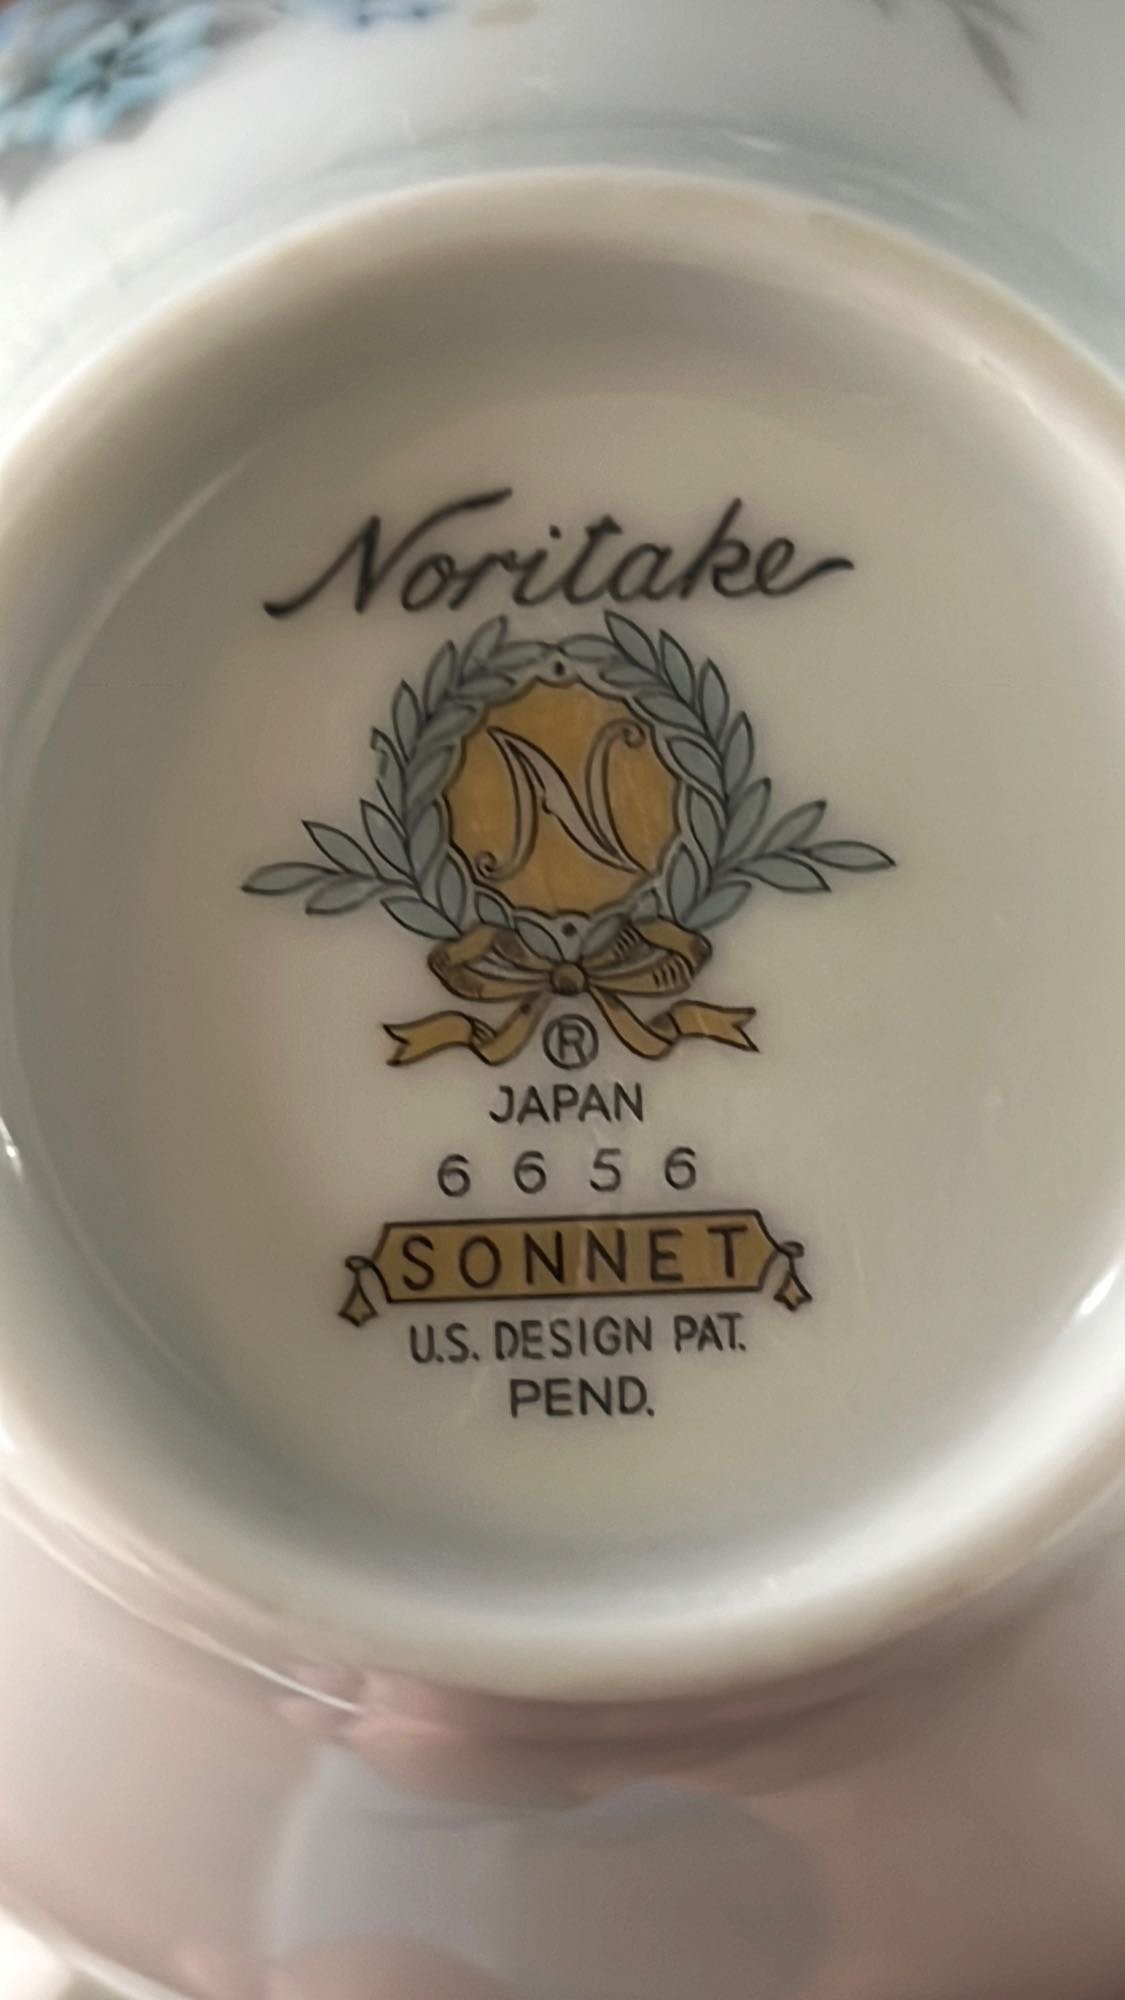 Noritake
N
®
JAPAN
6656
SONNET
U.S. DESIGN PAT.
PEND.